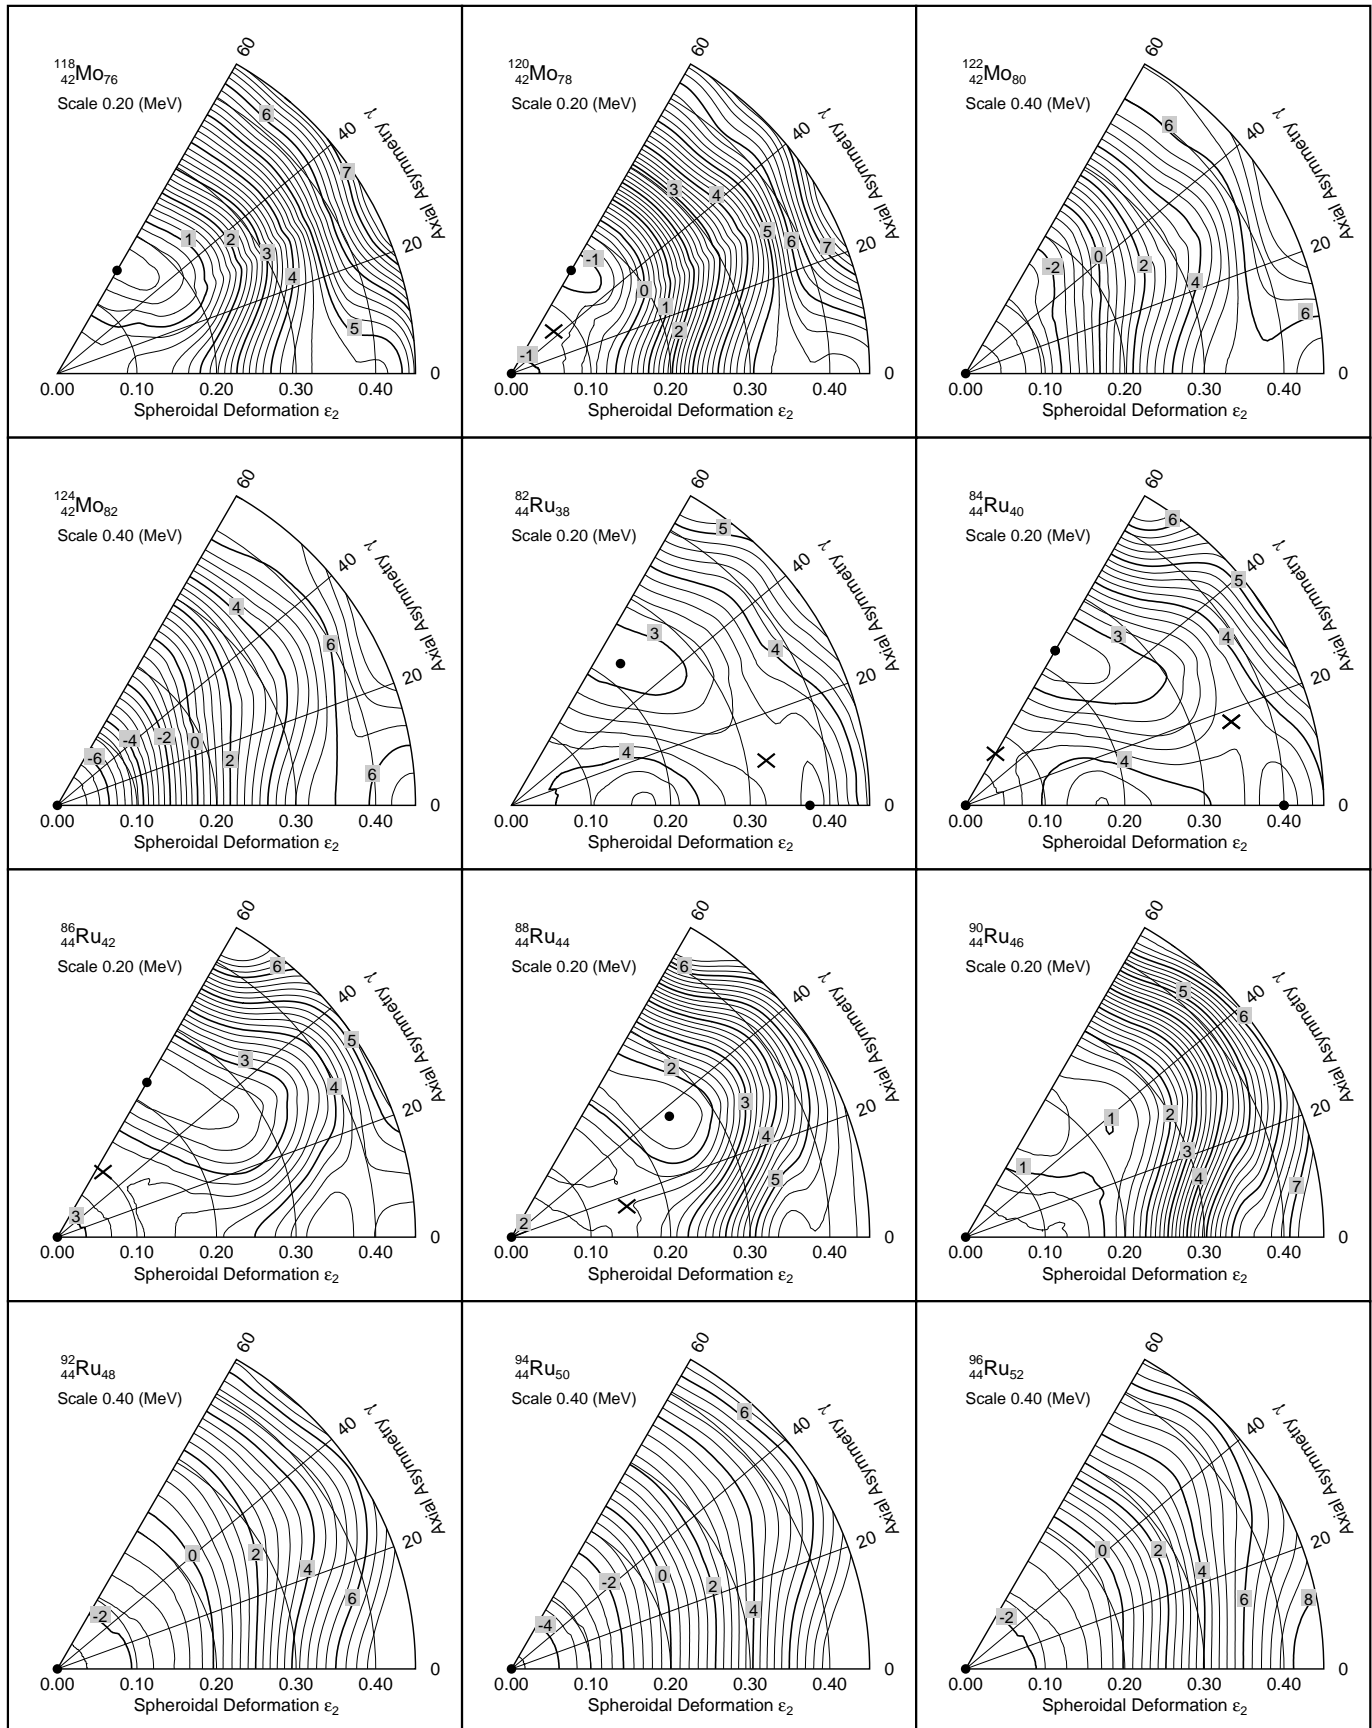 118
42Mo76
Scale 0.20 (MeV)
60
40
20
0
Axial Asymmetry γ
1
2
3
4
5
6
7
0.00 0.10 0.20 0.30 0.40
Spheroidal Deformation ε2
120
42Mo78
Scale 0.20 (MeV)
60
40
20
0
Axial Asymmetry γ
-1
-1
0
1
2
3
4
5
6
7
0.00 0.10 0.20 0.30 0.40
Spheroidal Deformation ε2
122
42Mo80
Scale 0.40 (MeV)
60
40
20
0
Axial Asymmetry γ
-2
0
2
4
6
6
0.00 0.10 0.20 0.30 0.40
Spheroidal Deformation ε2
124
42Mo82
Scale 0.40 (MeV)
60
40
20
0
Axial Asymmetry γ
-6
-4
-2
0
2
4
6
6
0.00 0.10 0.20 0.30 0.40
Spheroidal Deformation ε2
82
44Ru38
Scale 0.20 (MeV)
60
40
20
0
Axial Asymmetry γ
5
3
4
4
0.00 0.10 0.20 0.30 0.40
Spheroidal Deformation ε2
84
44Ru40
Scale 0.20 (MeV)
60
40
20
0
Axial Asymmetry γ
6
5
3
4
4
0.00 0.10 0.20 0.30 0.40
Spheroidal Deformation ε2
86
44Ru42
Scale 0.20 (MeV)
60
40
20
0
Axial Asymmetry γ
6
5
3
4
3
0.00 0.10 0.20 0.30 0.40
Spheroidal Deformation ε2
88
44Ru44
Scale 0.20 (MeV)
60
40
20
0
Axial Asymmetry γ
6
2
3
4
5
2
0.00 0.10 0.20 0.30 0.40
Spheroidal Deformation ε2
90
44Ru46
Scale 0.20 (MeV)
60
40
20
0
Axial Asymmetry γ
5
6
1
2
3
4
7
1
0.00 0.10 0.20 0.30 0.40
Spheroidal Deformation ε2
92
44Ru48
Scale 0.40 (MeV)
60
40
20
0
Axial Asymmetry γ
-2
0
2
4
6
0.00 0.10 0.20 0.30 0.40
Spheroidal Deformation ε2
94
44Ru50
Scale 0.40 (MeV)
60
40
20
0
Axial Asymmetry γ
6
-4
-2
0
2
4
0.00 0.10 0.20 0.30 0.40
Spheroidal Deformation ε2
96
44Ru52
Scale 0.40 (MeV)
60
40
20
0
Axial Asymmetry γ
-2
0
2
4
6
8
0.00 0.10 0.20 0.30 0.40
Spheroidal Deformation ε2